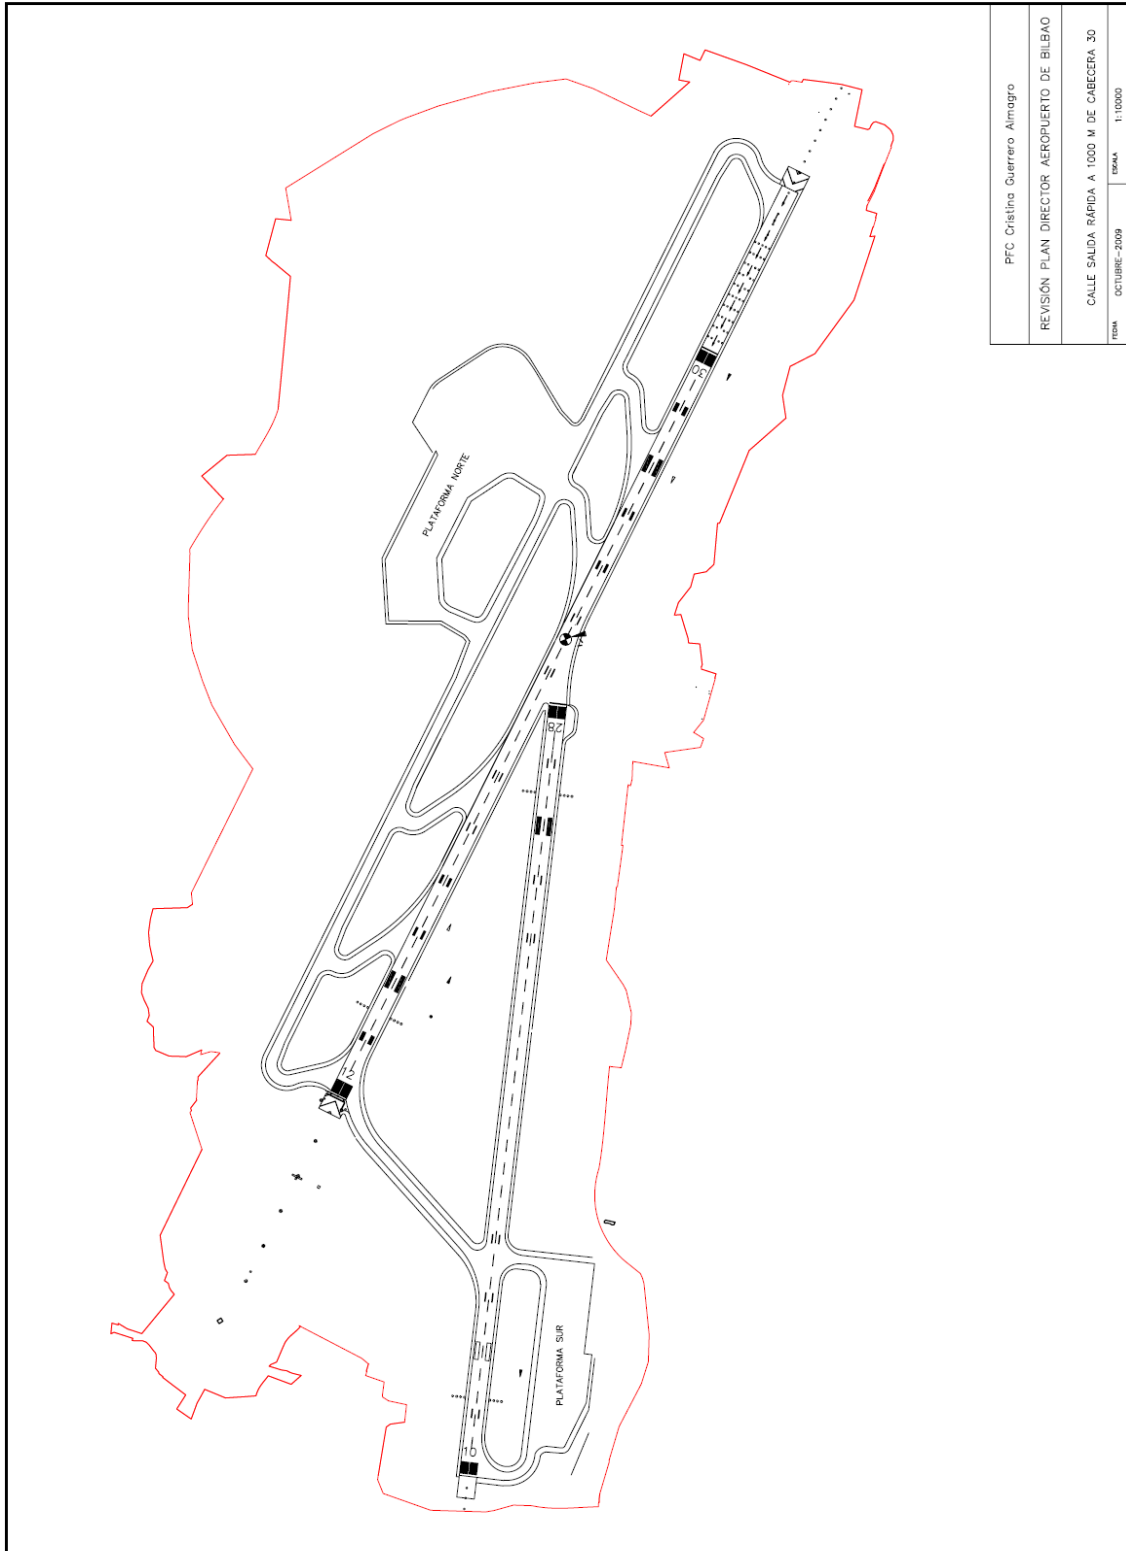 PFC Cristina Guerrero Almagro
REVISIÓN PLAN DIRECTOR AEROPUERTO DE BILBAO
CALLE SALIDA RÁPIDA A 1000 M DE CABECERA 30
FECHA OCTUBRE-2009 ESCALA 1:10000
30
PLATAFORMA NORTE
28
12
PLATAFORMA SUR
10